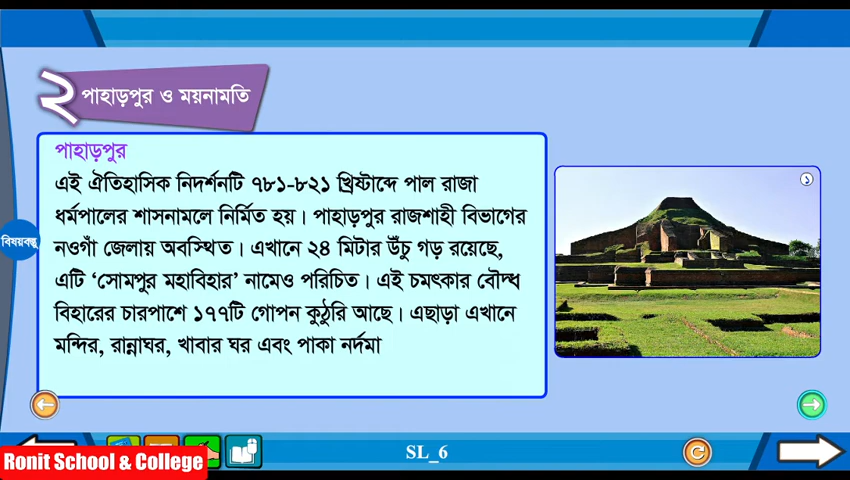 ২
পাহাড়পুর ও ময়নামতি
পাহাড়পুর
এই ঐতিহাসিক নিদর্শনটি ৭৮১-৮২১ খ্রিষ্টাব্দে পাল রাজা
ধর্মপালের শাসনামলে নির্মিত হয়। পাহাড়পুর রাজশাহী বিভাগের
নওগাঁ জেলায় অবস্থিত। এখানে ২৪ মিটার উঁচু গড় রয়েছে,
এটি ‘সোমপুর মহাবিহার’ নামেও পরিচিত। এই চমৎকার বৌদ্ধ
বিহারের চারপাশে ১৭৭টি গোপন কুঠুরি আছে। এছাড়া এখানে
মন্দির, রান্নাঘর, খাবার ঘর এবং পাকা নর্দমা
১
বিষয়বস্তু
SL_6
Ronit School & College